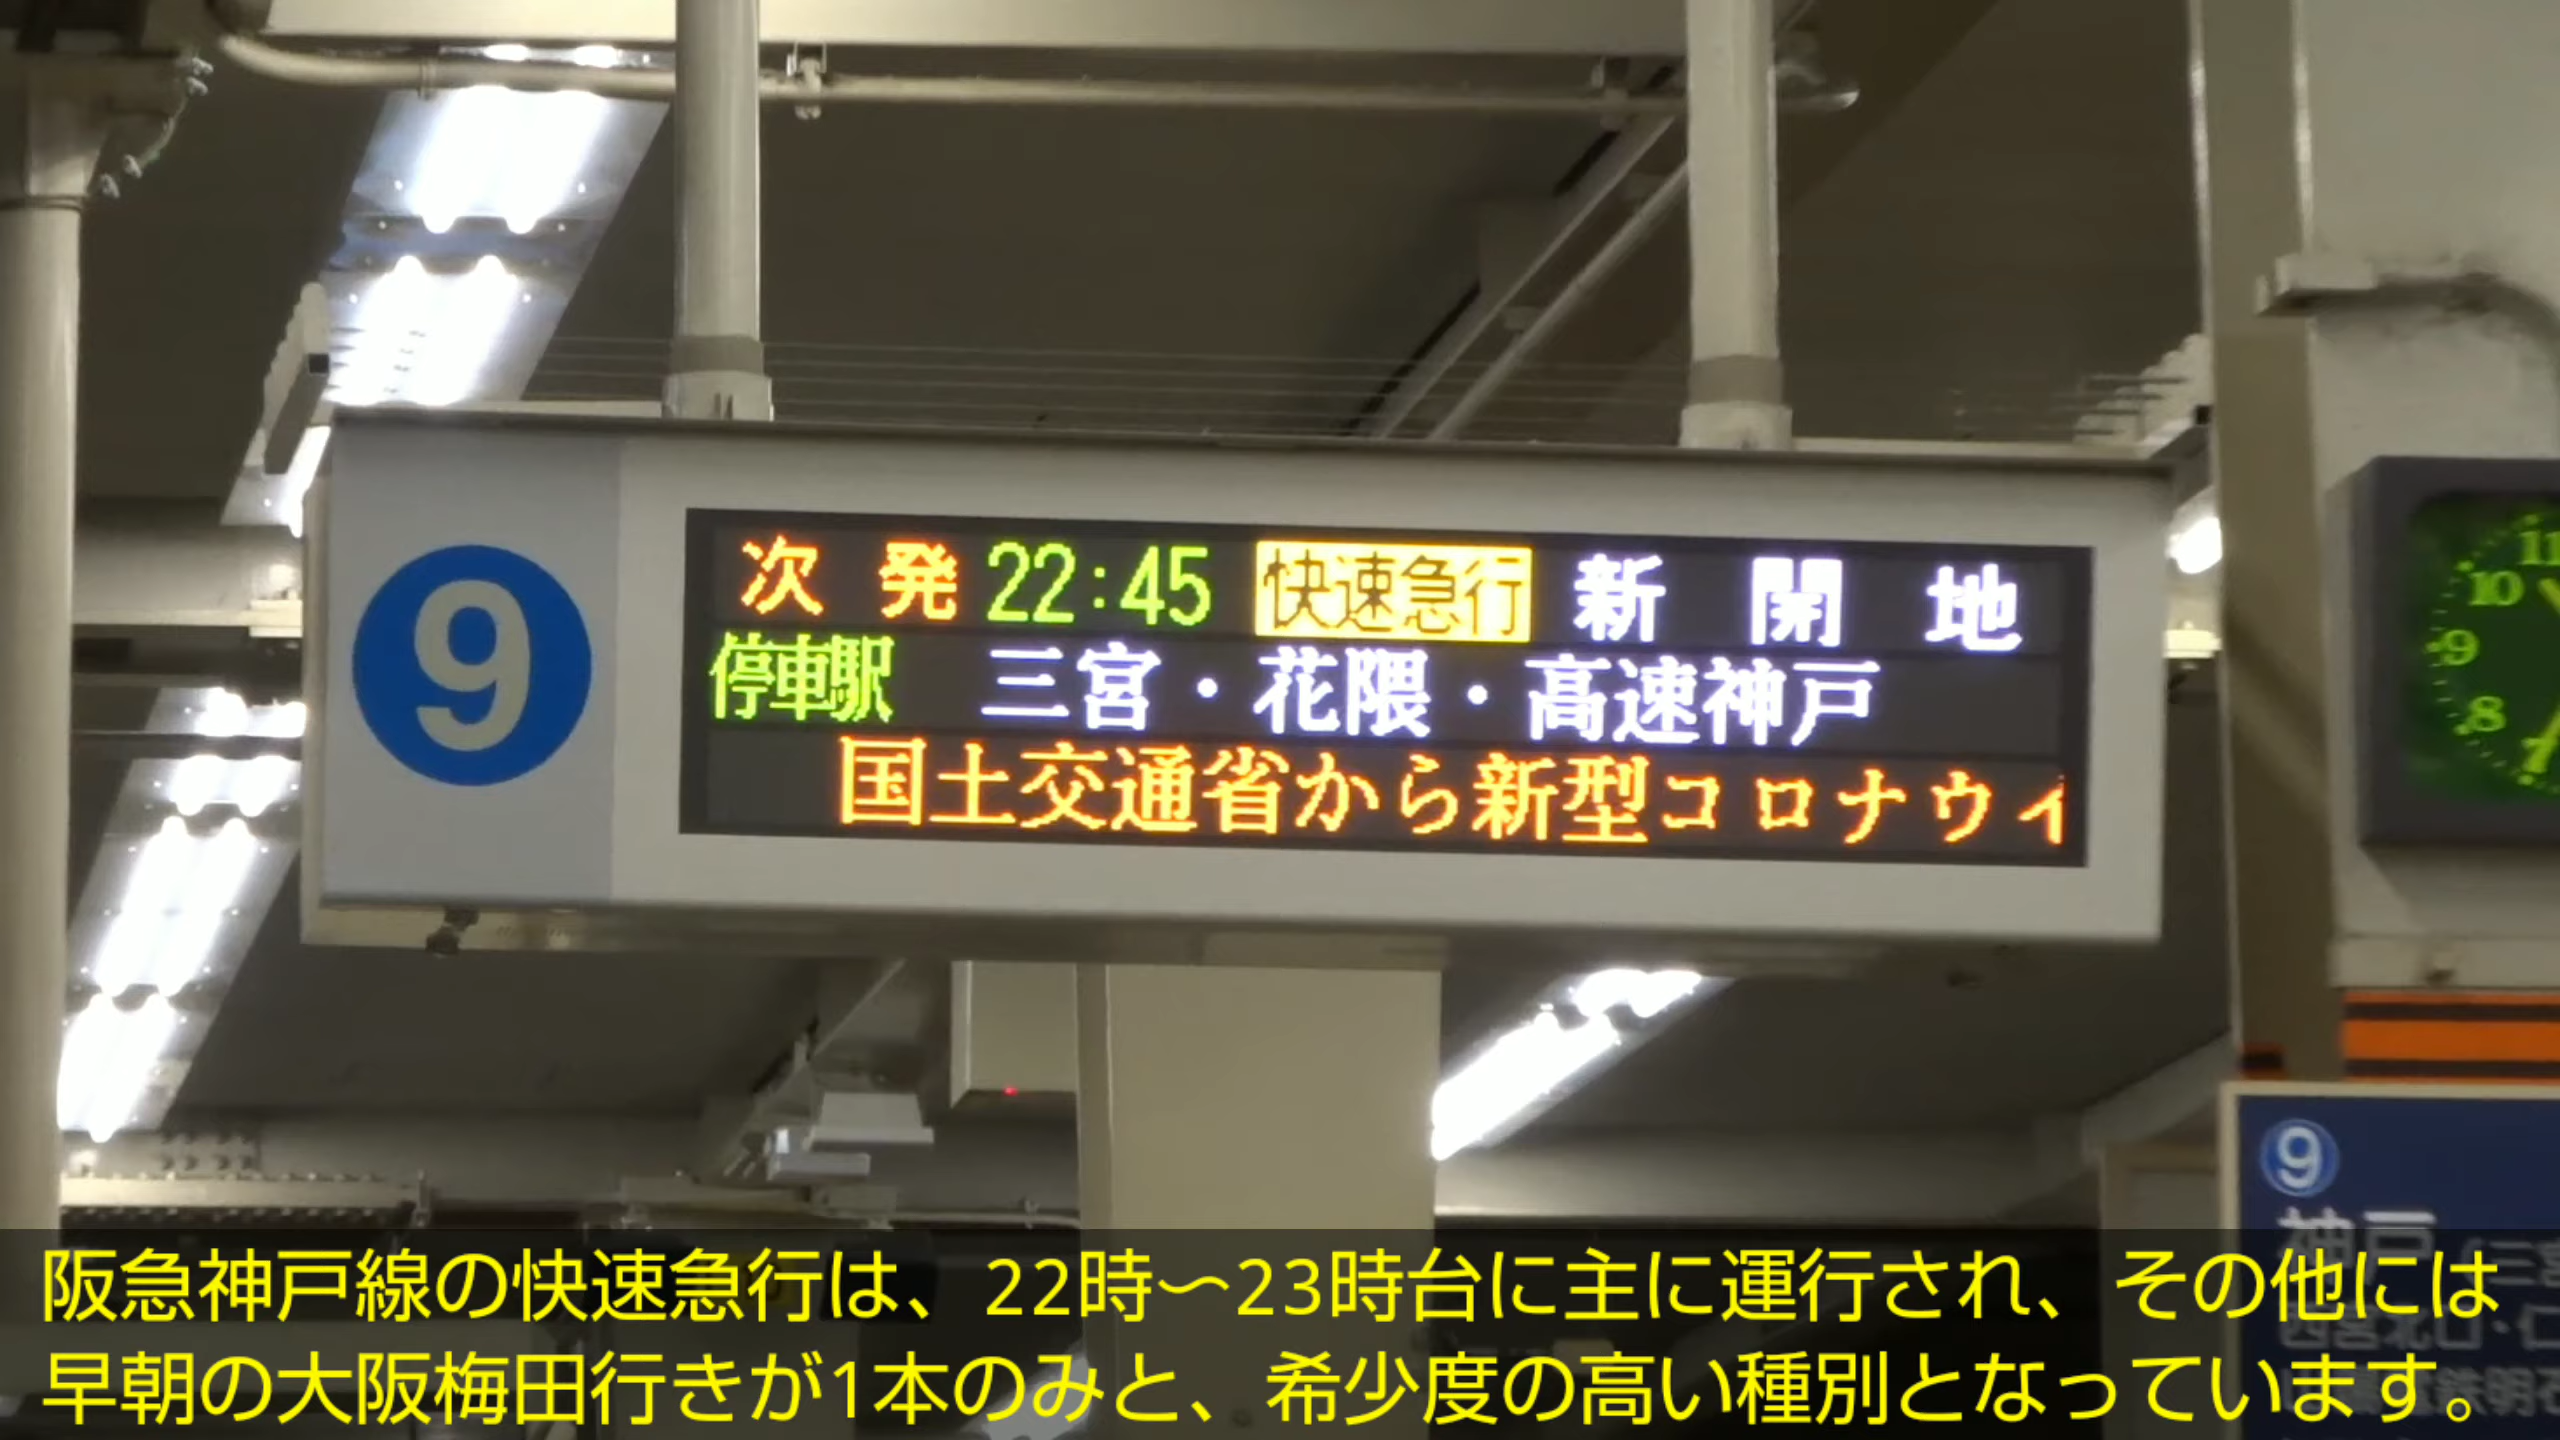 9
次発 22:45 快速急行 新開地
停車駅 三宮・花隈・高速神戸
国土交通省から新型コロナウイ
11
10
9
8
7
9
神戸
阪急神戸線の快速急行は、22時〜23時台に主に運行され、その他には
早朝の大阪梅田行きが1本のみと、希少度の高い種別となっています。